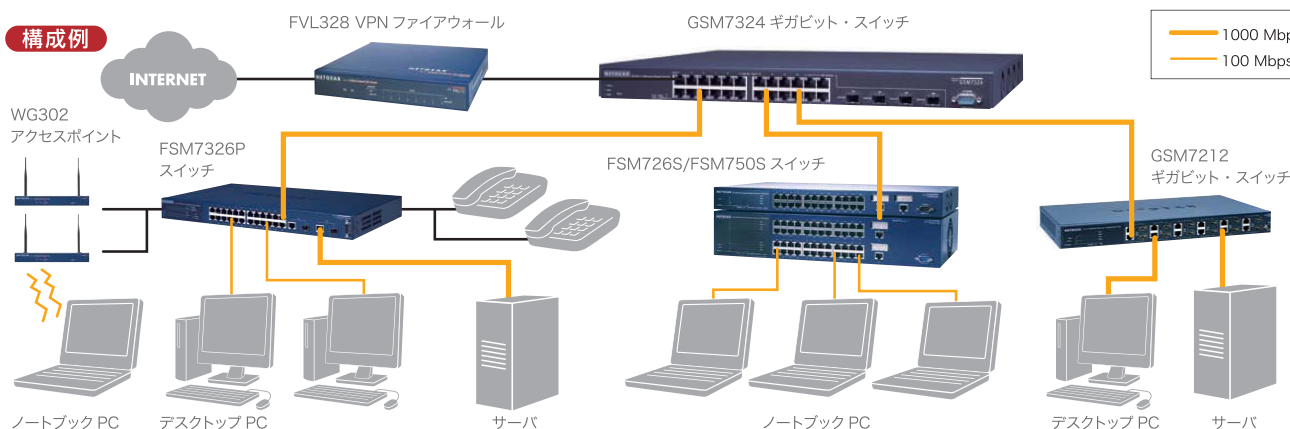 構成例
INTERNET
FVL328 VPN ファイアウォール
GSM7324 ギガビット・スイッチ
1000 Mbp
100 Mbps
NETGEAR
NETGEAR
GSM7324
WG302
アクセスポイント
FSM7326P
スイッチ
FSM726S/FSM750S スイッチ
GSM7212
ギガビット・スイッチ
NETGEAR
ノートブック PC
デスクトップ PC
サーバ
ノートブック PC
デスクトップ PC
サーバ